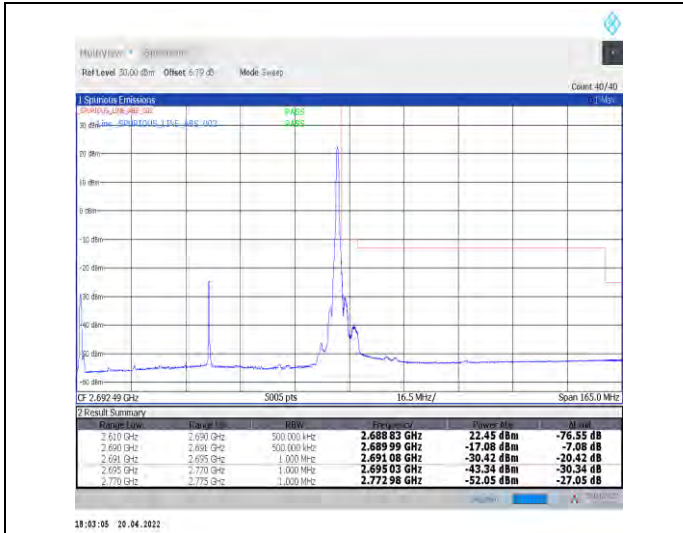 MultiView
Ref Level 30.00 dBm Offset 6.79 dB Mode Sweep
Count 40/40
1 Spurious Emissions
_SPURIOUS_LINE_ABS_002 PASS
30 dBm Line _SPURIOUS_LINE_ABS_002 PASS
20 dBm
10 dBm
0 dBm
-10 dBm
-20 dBm
-30 dBm
-40 dBm
-50 dBm
-60 dBm
CF 2.692 49 GHz 5005 pts 16.5 MHz/ Span 165.0 MHz
2 Result Summary
Range Low Range Up RBW Frequency Power Abs ΔLimit
2.610 GHz 2.690 GHz 500.000 kHz 2.688 83 GHz 22.45 dBm -76.55 dB
2.690 GHz 2.691 GHz 500.000 kHz 2.689 99 GHz -17.08 dBm -7.08 dB
2.691 GHz 2.695 GHz 1.000 MHz -30.42 dBm -20.42 dB
2.695 GHz 2.770 GHz 1.000 MHz 2.695 03 GHz -43.34 dBm -30.34 dB
2.770 GHz 2.775 GHz 1.000 MHz 2.772 98 GHz -52.05 dBm -27.05 dB
18:03:05 20.04.2022